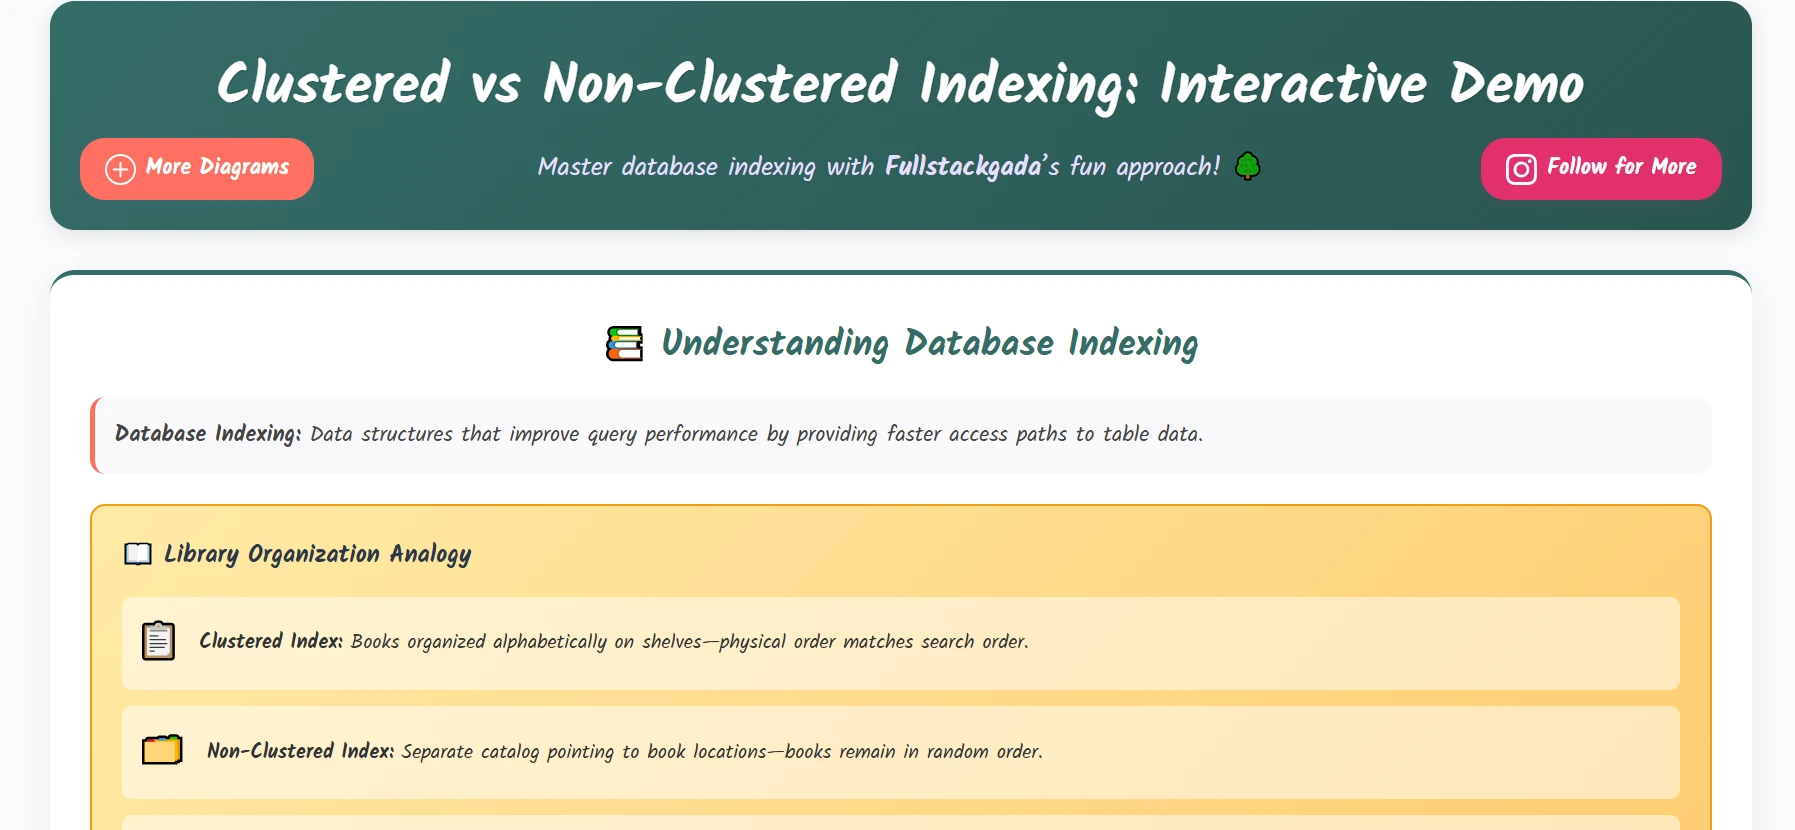 Clustered vs Non-Clustered Indexing: Interactive Demo
More Diagrams
Master database indexing with Fullstackgada's fun approach!
Follow for More
Understanding Database Indexing
Database Indexing: Data structures that improve query performance by providing faster access paths to table data.
Library Organization Analogy
Clustered Index: Books organized alphabetically on shelves—physical order matches search order.
Non-Clustered Index: Separate catalog pointing to book locations—books remain in random order.